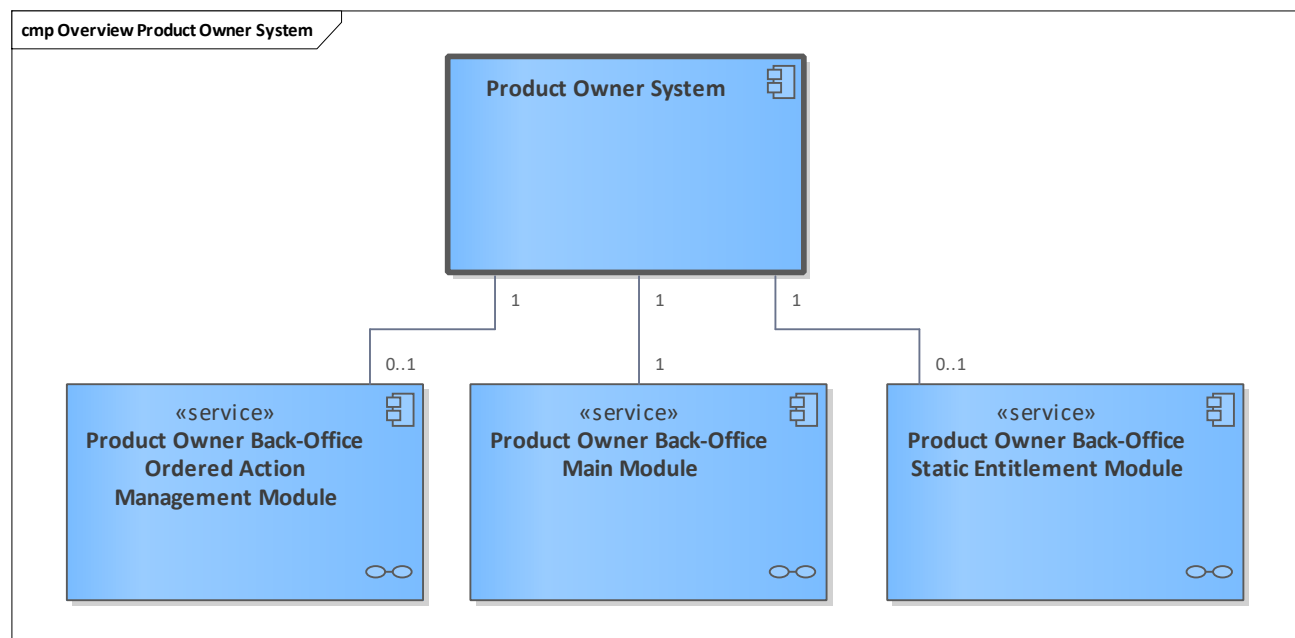 cmp Overview Product Owner System
Product Owner System
1
1
1
0..1
1
0..1
«service»
Product Owner Back-Office
Ordered Action
Management Module
«service»
Product Owner Back-Office
Main Module
«service»
Product Owner Back-Office
Static Entitlement Module